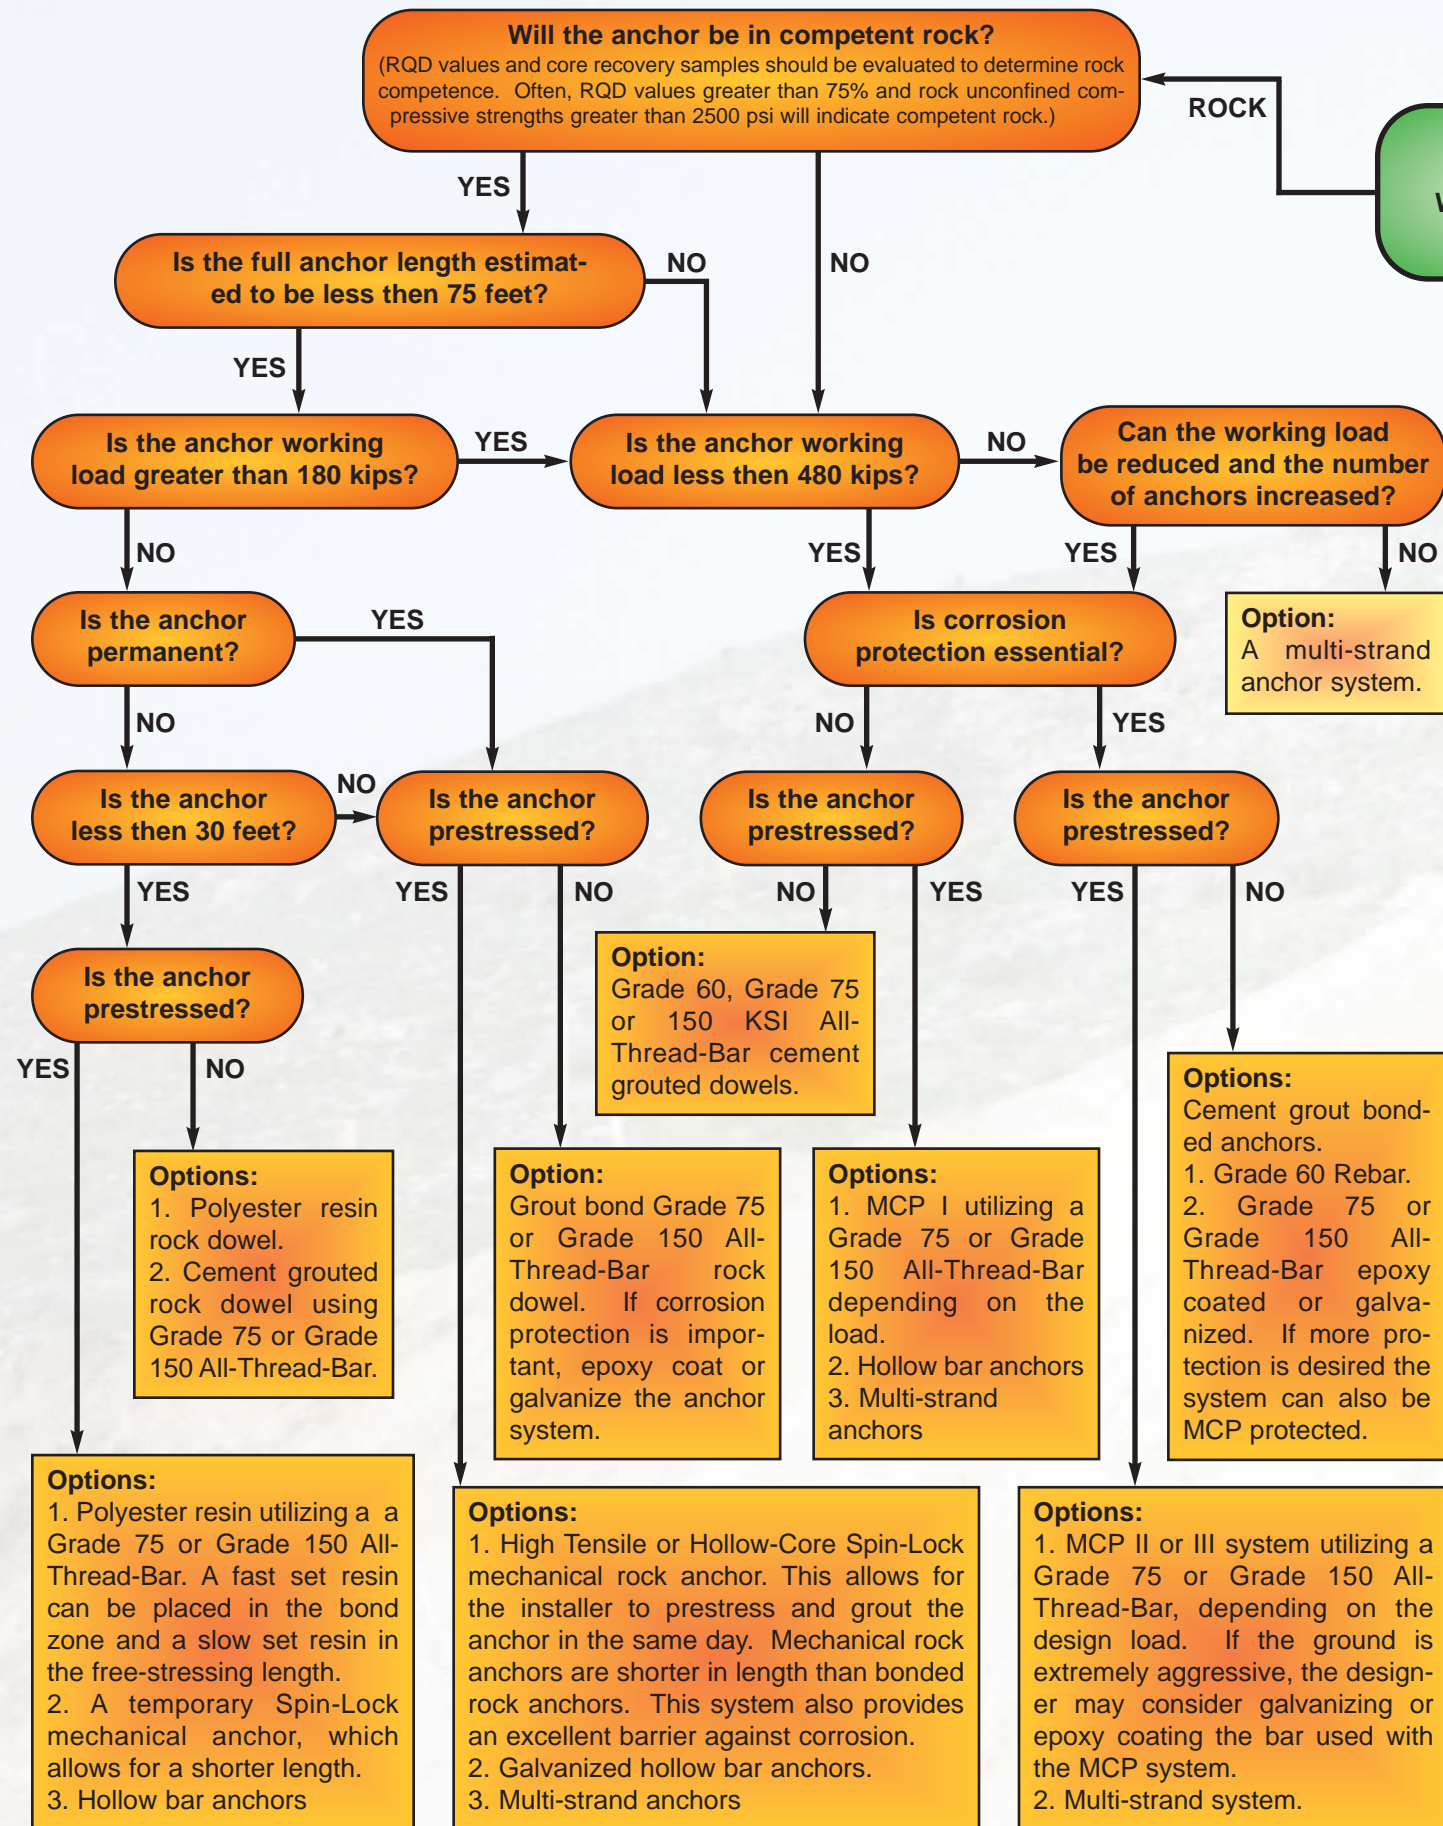 Will the anchor be in competent rock?
(RQD values and core recovery samples should be evaluated to determine rock
competence. Often, RQD values greater than 75% and rock unconfined com-
pressive strengths greater than 2500 psi will indicate competent rock.)
ROCK
W
YES
NO
Is the full anchor length estimat-
ed to be less then 75 feet?
NO
YES
Is the anchor working
load greater than 180 kips?
YES
Is the anchor working
load less then 480 kips?
NO
Can the working load
be reduced and the number
of anchors increased?
NO
YES
YES
NO
Is the anchor
permanent?
YES
Is corrosion
protection essential?
Option:
A multi-strand
anchor system.
NO
NO
YES
Is the anchor
less then 30 feet?
NO
Is the anchor
prestressed?
Is the anchor
prestressed?
Is the anchor
prestressed?
YES
YES
NO
NO
YES
YES
NO
Is the anchor
prestressed?
YES
NO
Option:
Grade 60, Grade 75
or 150 KSI All-
Thread-Bar cement
grouted dowels.
Options:
Cement grout bond-
ed anchors.
1. Grade 60 Rebar.
2. Grade 75 or
Grade 150 All-
Thread-Bar epoxy
coated or galva-
nized. If more pro-
tection is desired the
system can also be
MCP protected.
Options:
1. Polyester resin
rock dowel.
2. Cement grouted
rock dowel using
Grade 75 or Grade
150 All-Thread-Bar.
Option:
Grout bond Grade 75
or Grade 150 All-
Thread-Bar rock
dowel. If corrosion
protection is impor-
tant, epoxy coat or
galvanize the anchor
system.
Options:
1. MCP I utilizing a
Grade 75 or Grade
150 All-Thread-Bar
depending on the
load.
2. Hollow bar anchors
3. Multi-strand
anchors
Options:
1. Polyester resin utilizing a a
Grade 75 or Grade 150 All-
Thread-Bar. A fast set resin
can be placed in the bond
zone and a slow set resin in
the free-stressing length.
2. A temporary Spin-Lock
mechanical anchor, which
allows for a shorter length.
3. Hollow bar anchors
Options:
1. High Tensile or Hollow-Core Spin-Lock
mechanical rock anchor. This allows for
the installer to prestress and grout the
anchor in the same day. Mechanical rock
anchors are shorter in length than bonded
rock anchors. This system also provides
an excellent barrier against corrosion.
2. Galvanized hollow bar anchors.
3. Multi-strand anchors
Options:
1. MCP II or III system utilizing a
Grade 75 or Grade 150 All-
Thread-Bar, depending on the
design load. If the ground is
extremely aggressive, the design-
er may consider galvanizing or
epoxy coating the bar used with
the MCP system.
2. Multi-strand system.